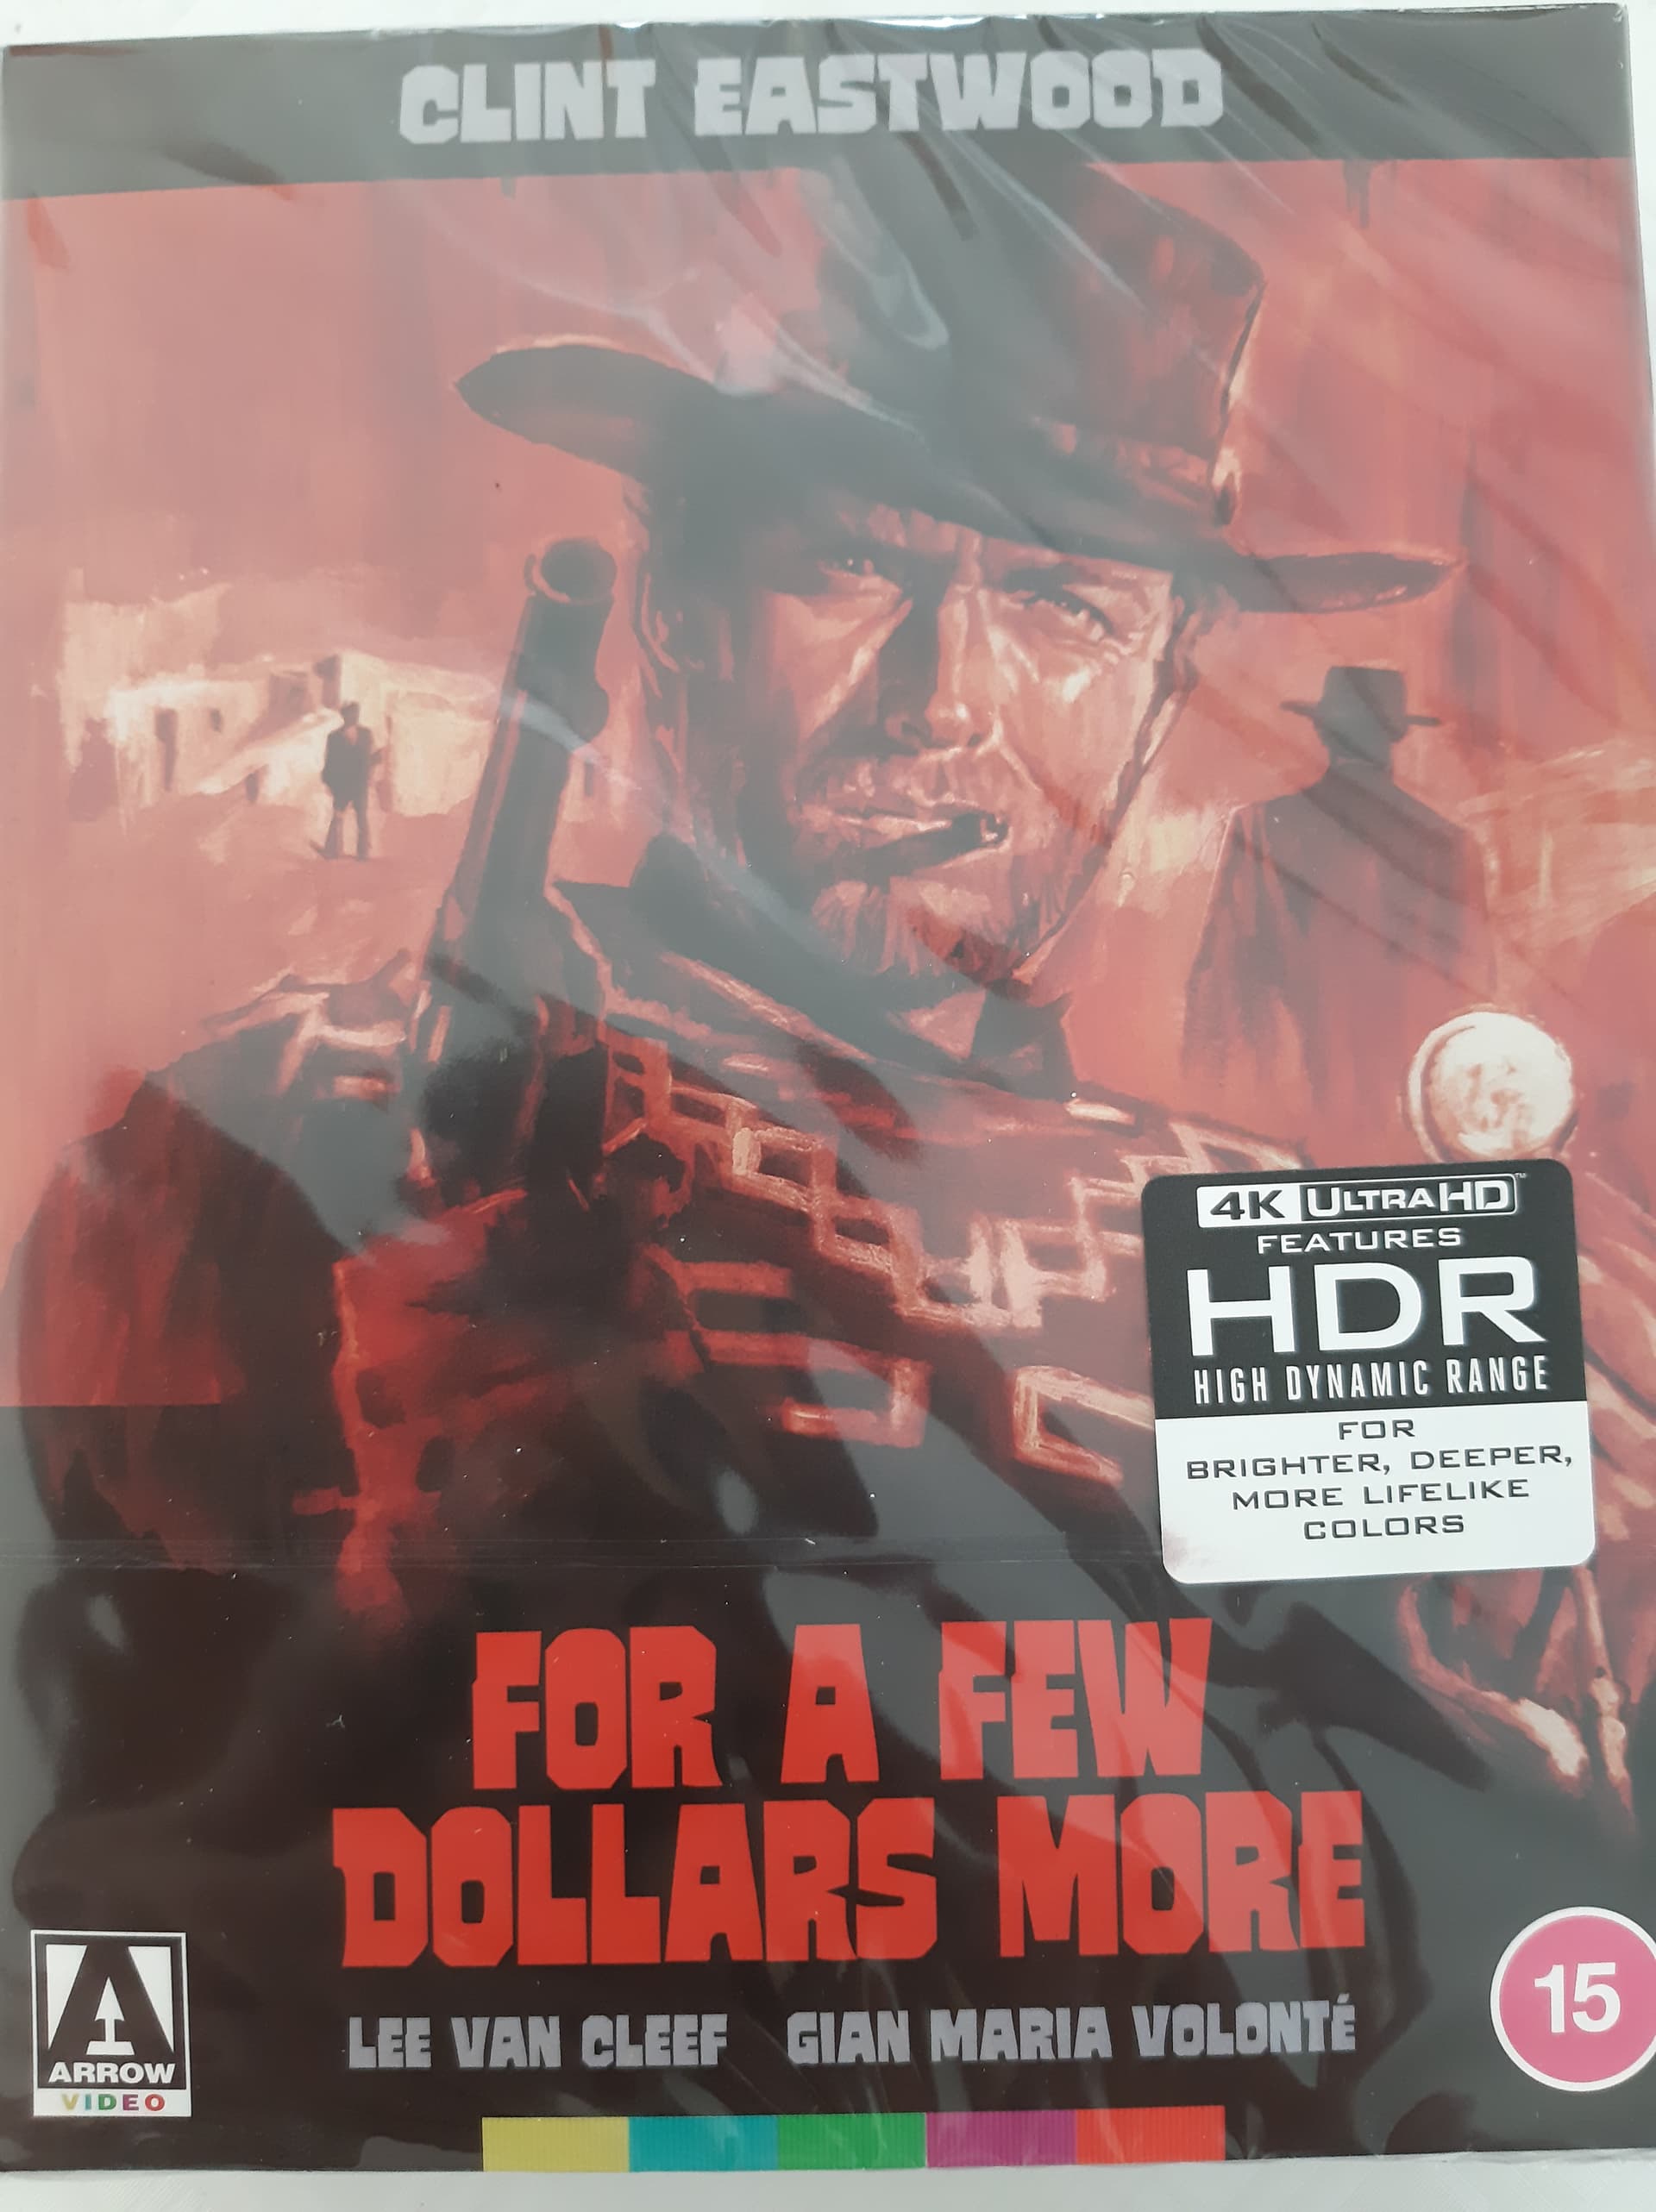 CLINT EASTWOOD
4K ULTRA HD™
FEATURES
HDR
HIGH DYNAMIC RANGE
FOR
BRIGHTER, DEEPER,
MORE LIFELIKE
COLORS
FOR A FEW
DOLLARS MORE
LEE VAN CLEEF GIAN MARIA VOLONTÉ
ARROW
VIDEO
15